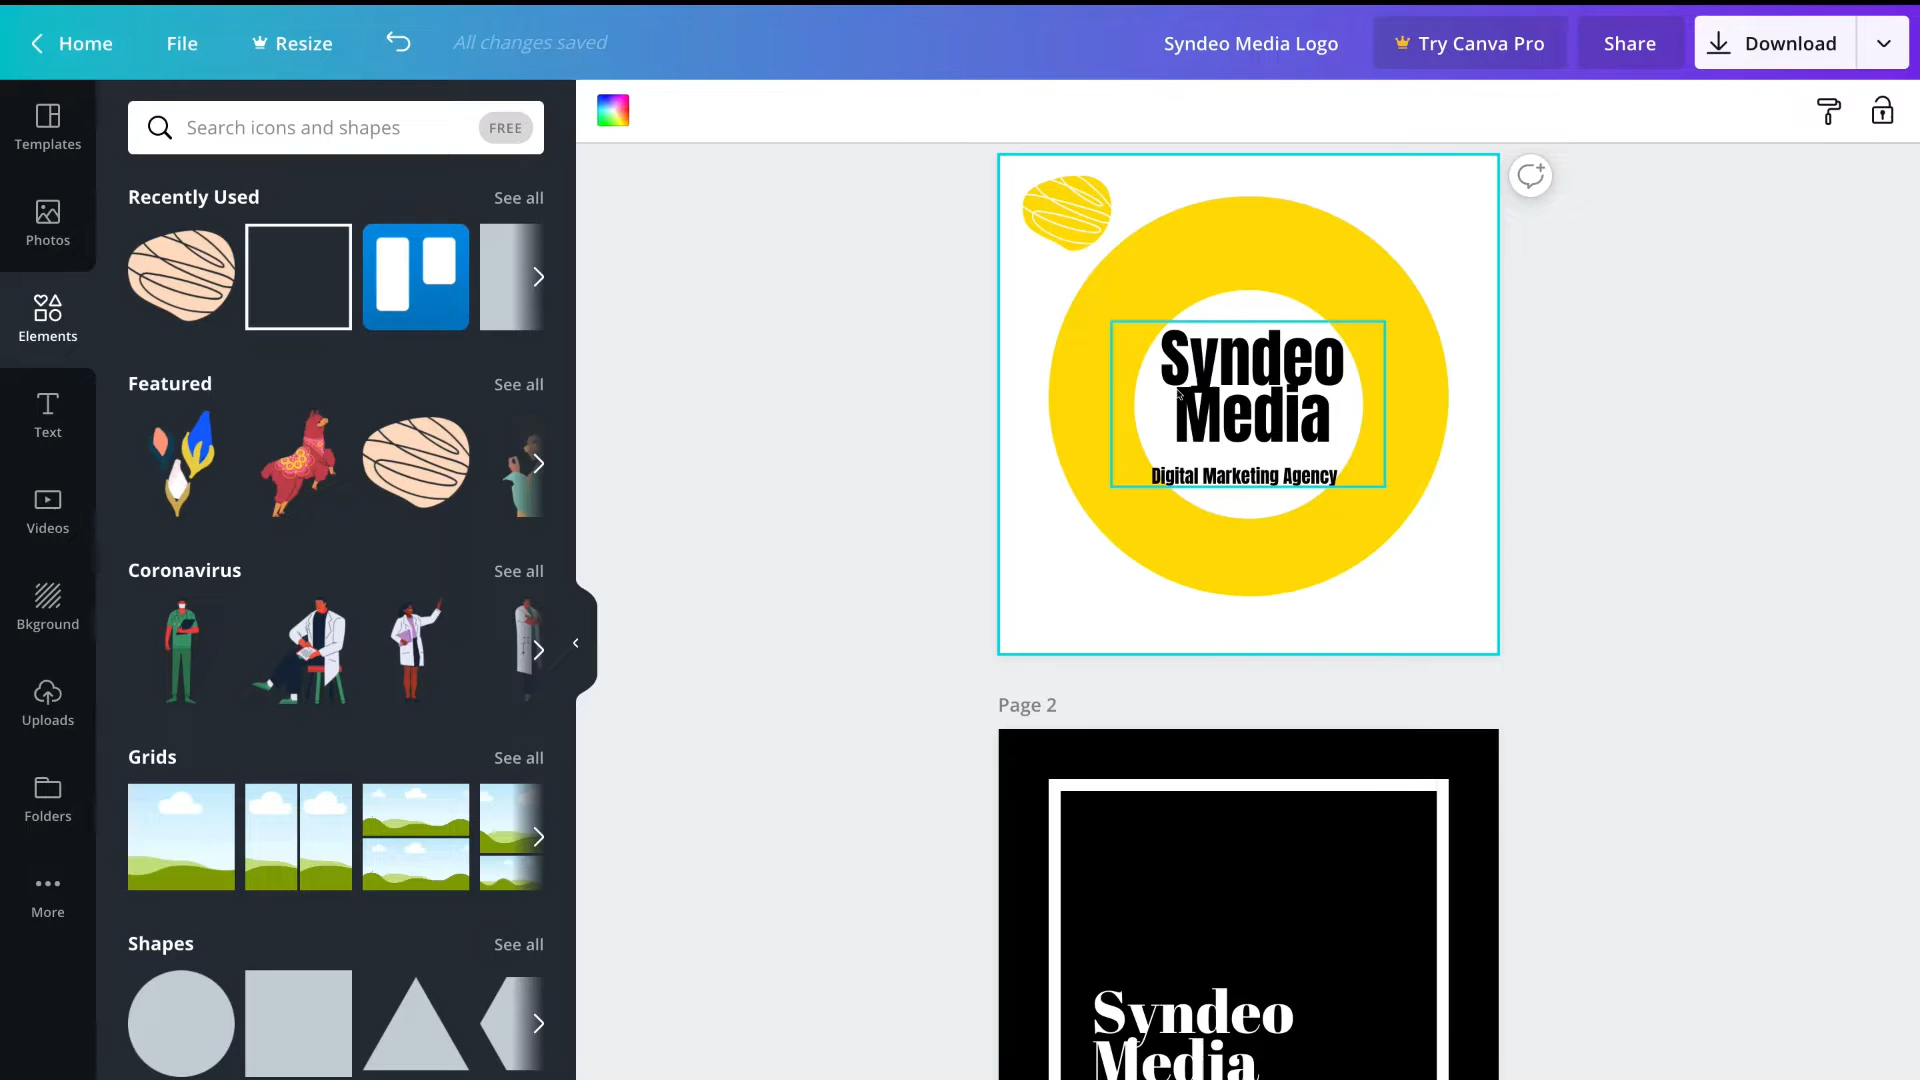 Home
File
Resize
All changes saved
Syndeo Media Logo
Try Canva Pro
Share
Download
Templates
Photos
Elements
Text
Videos
Bkground
Uploads
Folders
More
Search icons and shapes
FREE
Recently Used
See all
Featured
See all
Coronavirus
See all
Grids
See all
Shapes
See all
Syndeo
Media
Digital Marketing Agency
Page 2
Syndeo
Media